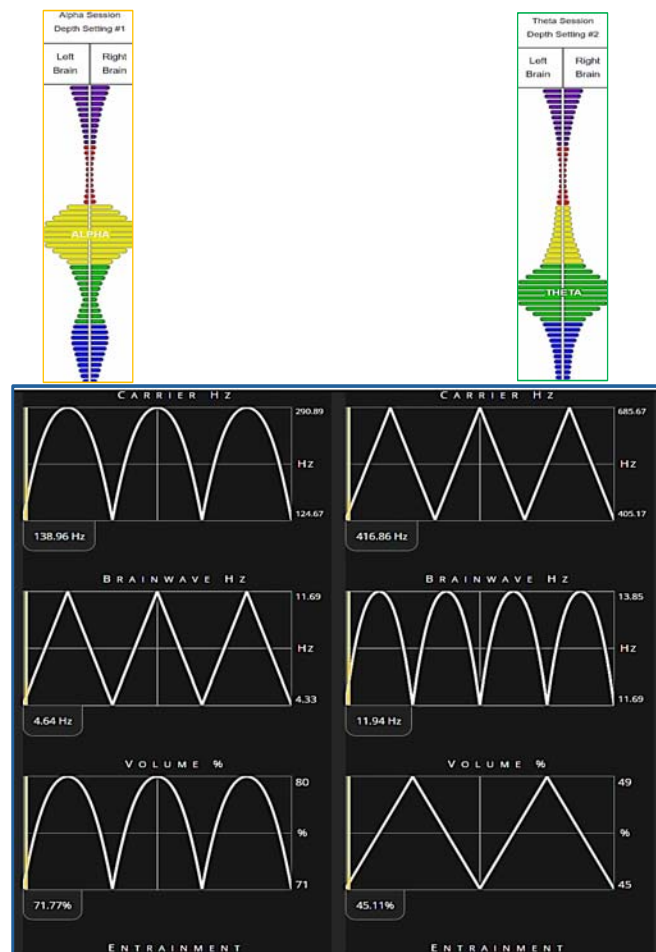 Alpha Session
Depth Setting #1
Left Brain
Right Brain
ALPHA
Theta Session
Depth Setting #2
Left Brain
Right Brain
THETA
CARRIER HZ
290.89
HZ
124.67
138.96 Hz
CARRIER HZ
685.67
HZ
405.17
416.86 Hz
BRAINWAVE HZ
11.69
HZ
4.33
4.64 Hz
BRAINWAVE HZ
13.85
HZ
11.69
11.94 Hz
VOLUME %
80
%
71
71.77%
VOLUME %
49
%
45
45.11%
ENTRAINMENT
ENTRAINMENT